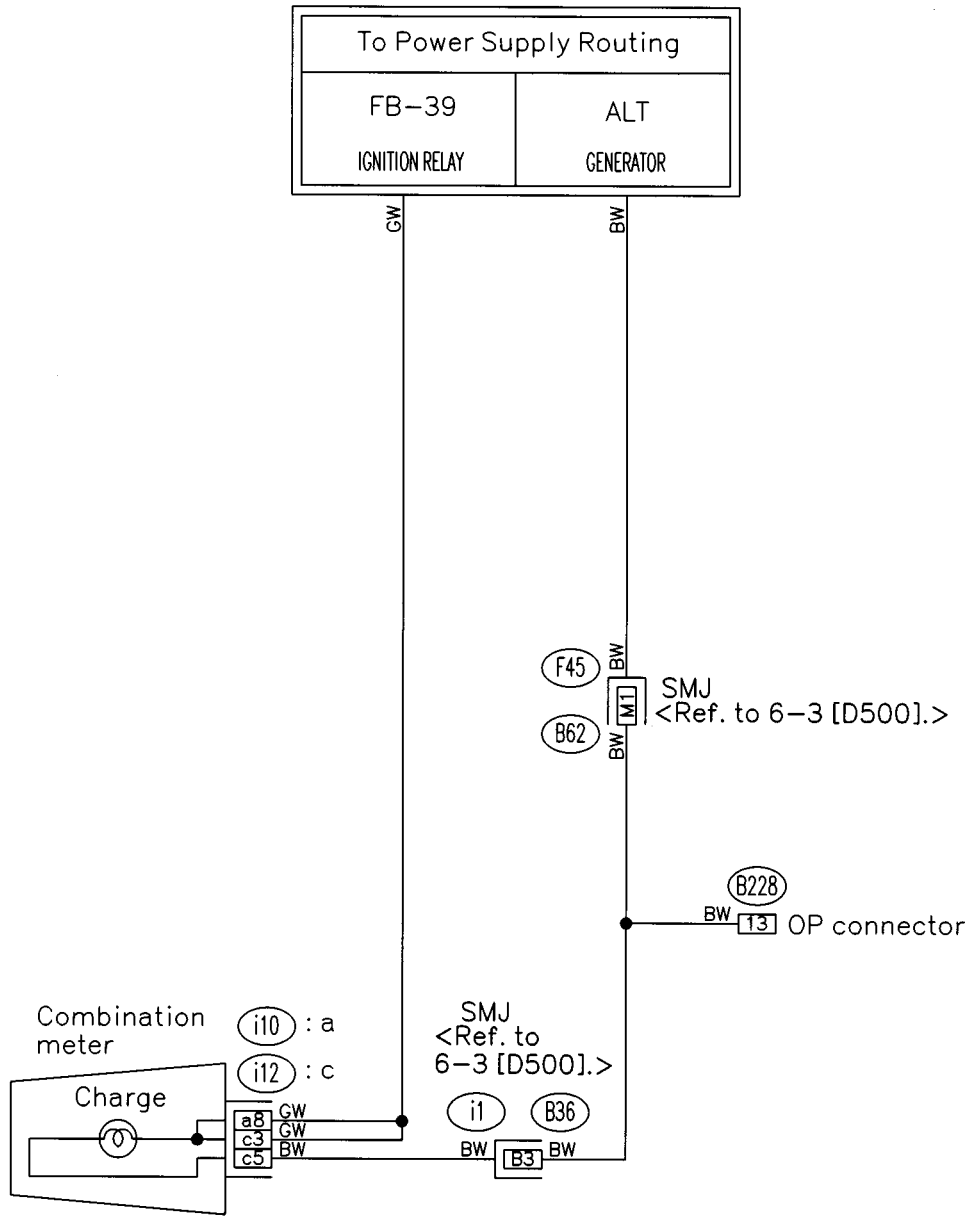 To Power Supply Routing
FB-39
IGNITION RELAY
ALT
GENERATOR
GW
BW
F45
BW
M1
SMJ
<Ref. to 6-3 [D500].>
B62
BW
B228
BW
13
OP connector
Combination
meter
i10 : a
i12 : c
SMJ
<Ref. to
6-3 [D500].>
Charge
a8
GW
c3
GW
c5
BW
i1
B36
BW
B3
BW